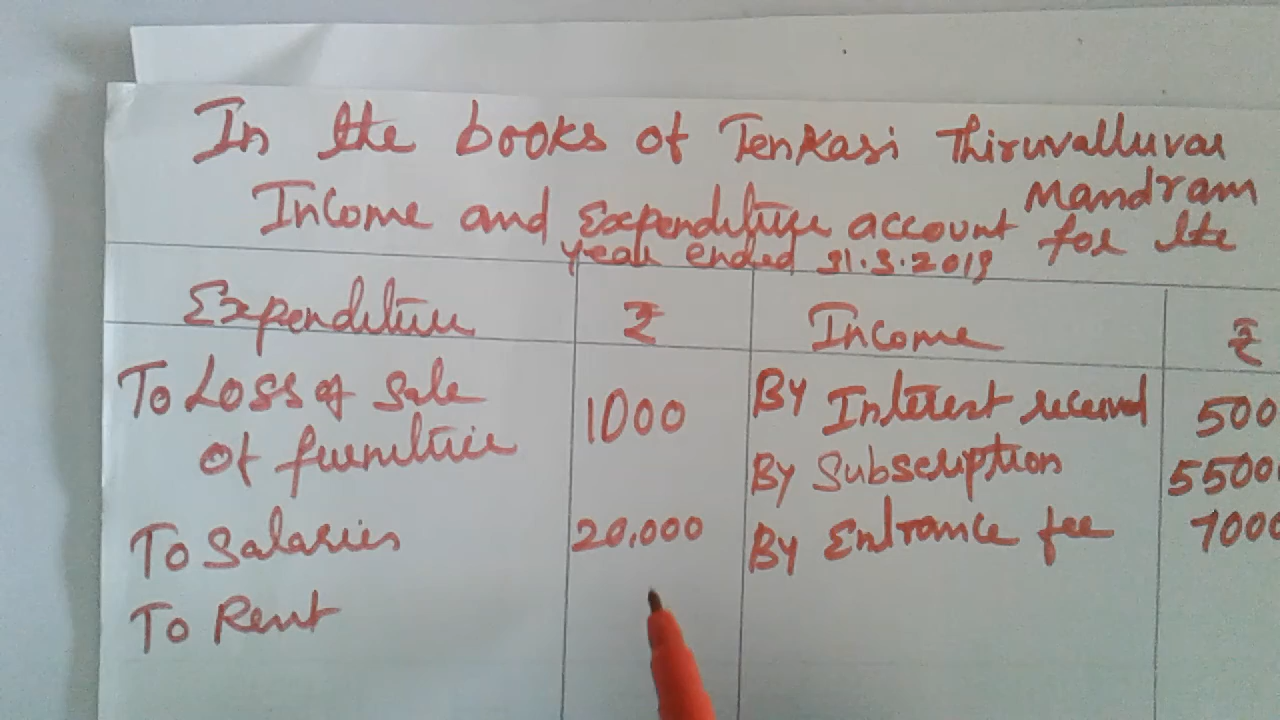 In the books of Tenkasi Thiruvalluvar
Mandram
Income and Expenditure account for the
year ended 31.3.2019
Expenditure ₹ Income ₹
To Loss of sale 1000 By Interest received 500
of furniture By Subscription 5500
To Salaries 20,000 By Entrance fee 7000
To Rent